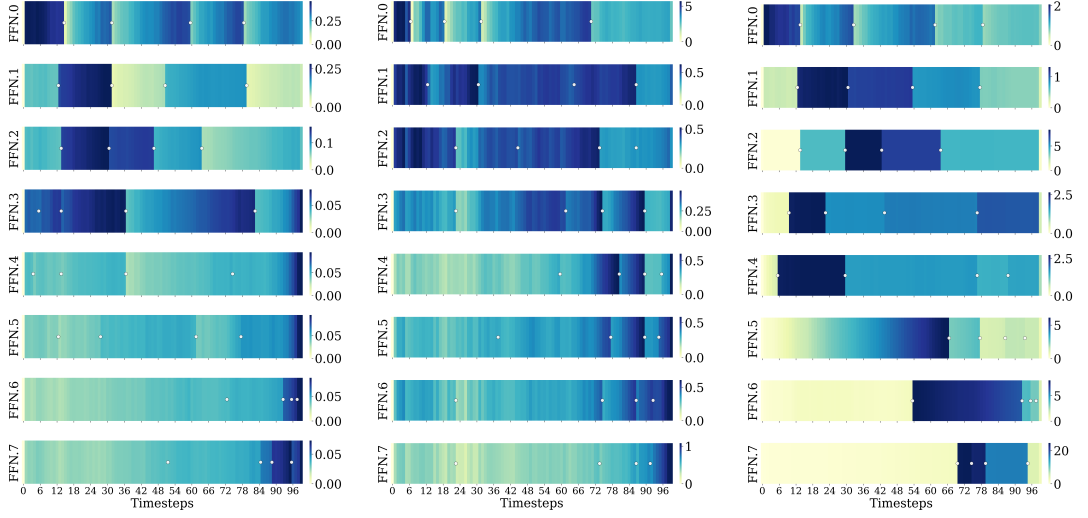 FFN.0 0.25 0.00
FFN.1 0.25 0.00
FFN.2 0.1 0.0
FFN.3 0.05 0.00
FFN.4 0.05 0.00
FFN.5 0.05 0.00
FFN.6 0.05 0.00
FFN.7 0.05 0.00
0 6 12 18 24 30 36 42 48 54 60 66 72 78 84 90 96
Timesteps
FFN.0 5 0
FFN.1 0.5 0.0
FFN.2 0.5 0.0
FFN.3 0.25 0.00
FFN.4 0.5 0.0
FFN.5 0.5 0.0
FFN.6 0.5 0.0
FFN.7 1 0
0 6 12 18 24 30 36 42 48 54 60 66 72 78 84 90 96
Timesteps
FFN.0 2 0
FFN.1 1 0
FFN.2 5 0
FFN.3 2.5 0.0
FFN.4 2.5 0.0
FFN.5 5 0
FFN.6 5 0
FFN.7 20 0
0 6 12 18 24 30 36 42 48 54 60 66 72 78 84 90 96
Timesteps